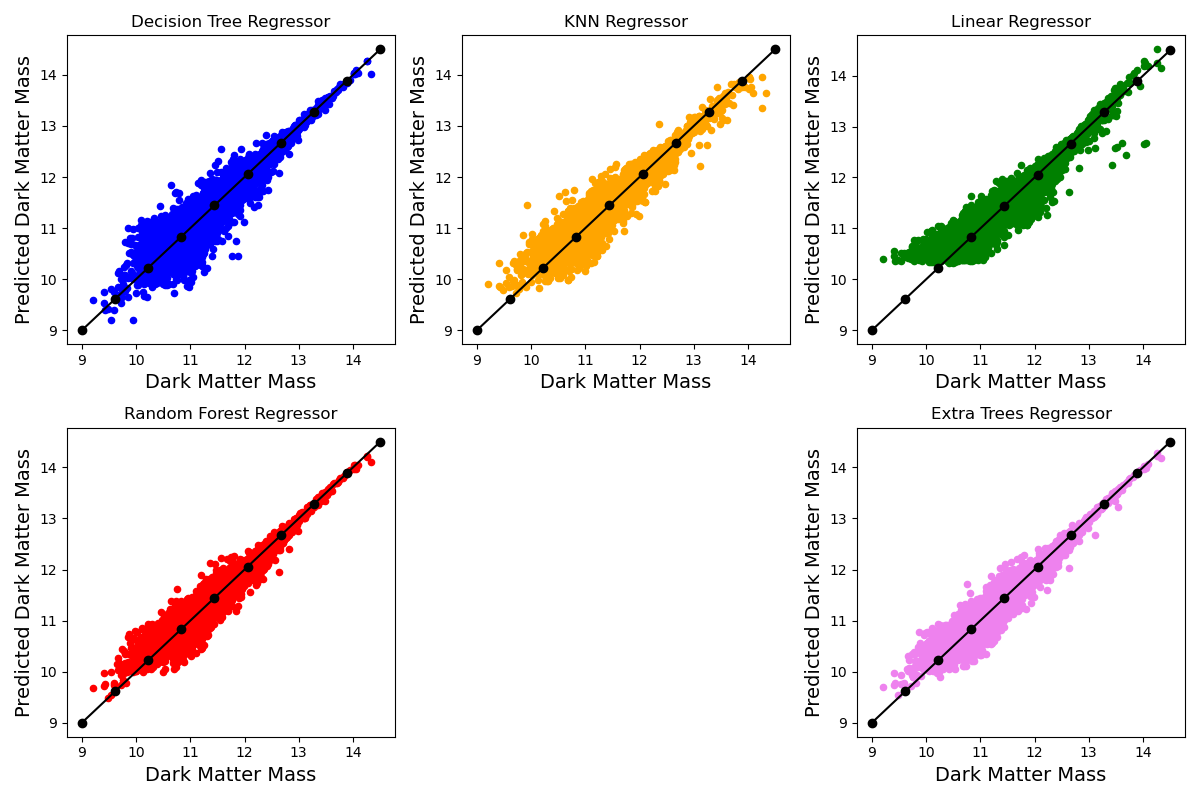 Decision Tree Regressor
Predicted Dark Matter Mass
14
13
12
11
10
9
9 10 11 12 13 14
Dark Matter Mass
KNN Regressor
Predicted Dark Matter Mass
14
13
12
11
10
9
9 10 11 12 13 14
Dark Matter Mass
Linear Regressor
Predicted Dark Matter Mass
14
13
12
11
10
9
9 10 11 12 13 14
Dark Matter Mass
Random Forest Regressor
Predicted Dark Matter Mass
14
13
12
11
10
9
9 10 11 12 13 14
Dark Matter Mass
Extra Trees Regressor
Predicted Dark Matter Mass
14
13
12
11
10
9
9 10 11 12 13 14
Dark Matter Mass